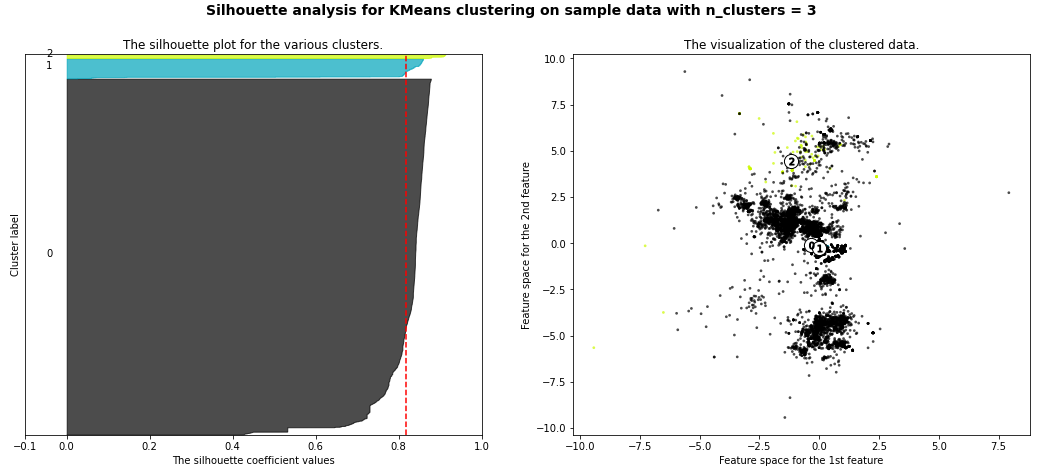 Silhouette analysis for KMeans clustering on sample data with n_clusters = 3
The silhouette plot for the various clusters.
2
1
0
Cluster label
−0.1 0.0 0.2 0.4 0.6 0.8 1.0
The silhouette coefficient values
The visualization of the clustered data.
10.0
7.5
5.0
2.5
0.0
−2.5
−5.0
−7.5
−10.0
Feature space for the 2nd feature
2
0
1
−10.0 −7.5 −5.0 −2.5 0.0 2.5 5.0 7.5
Feature space for the 1st feature